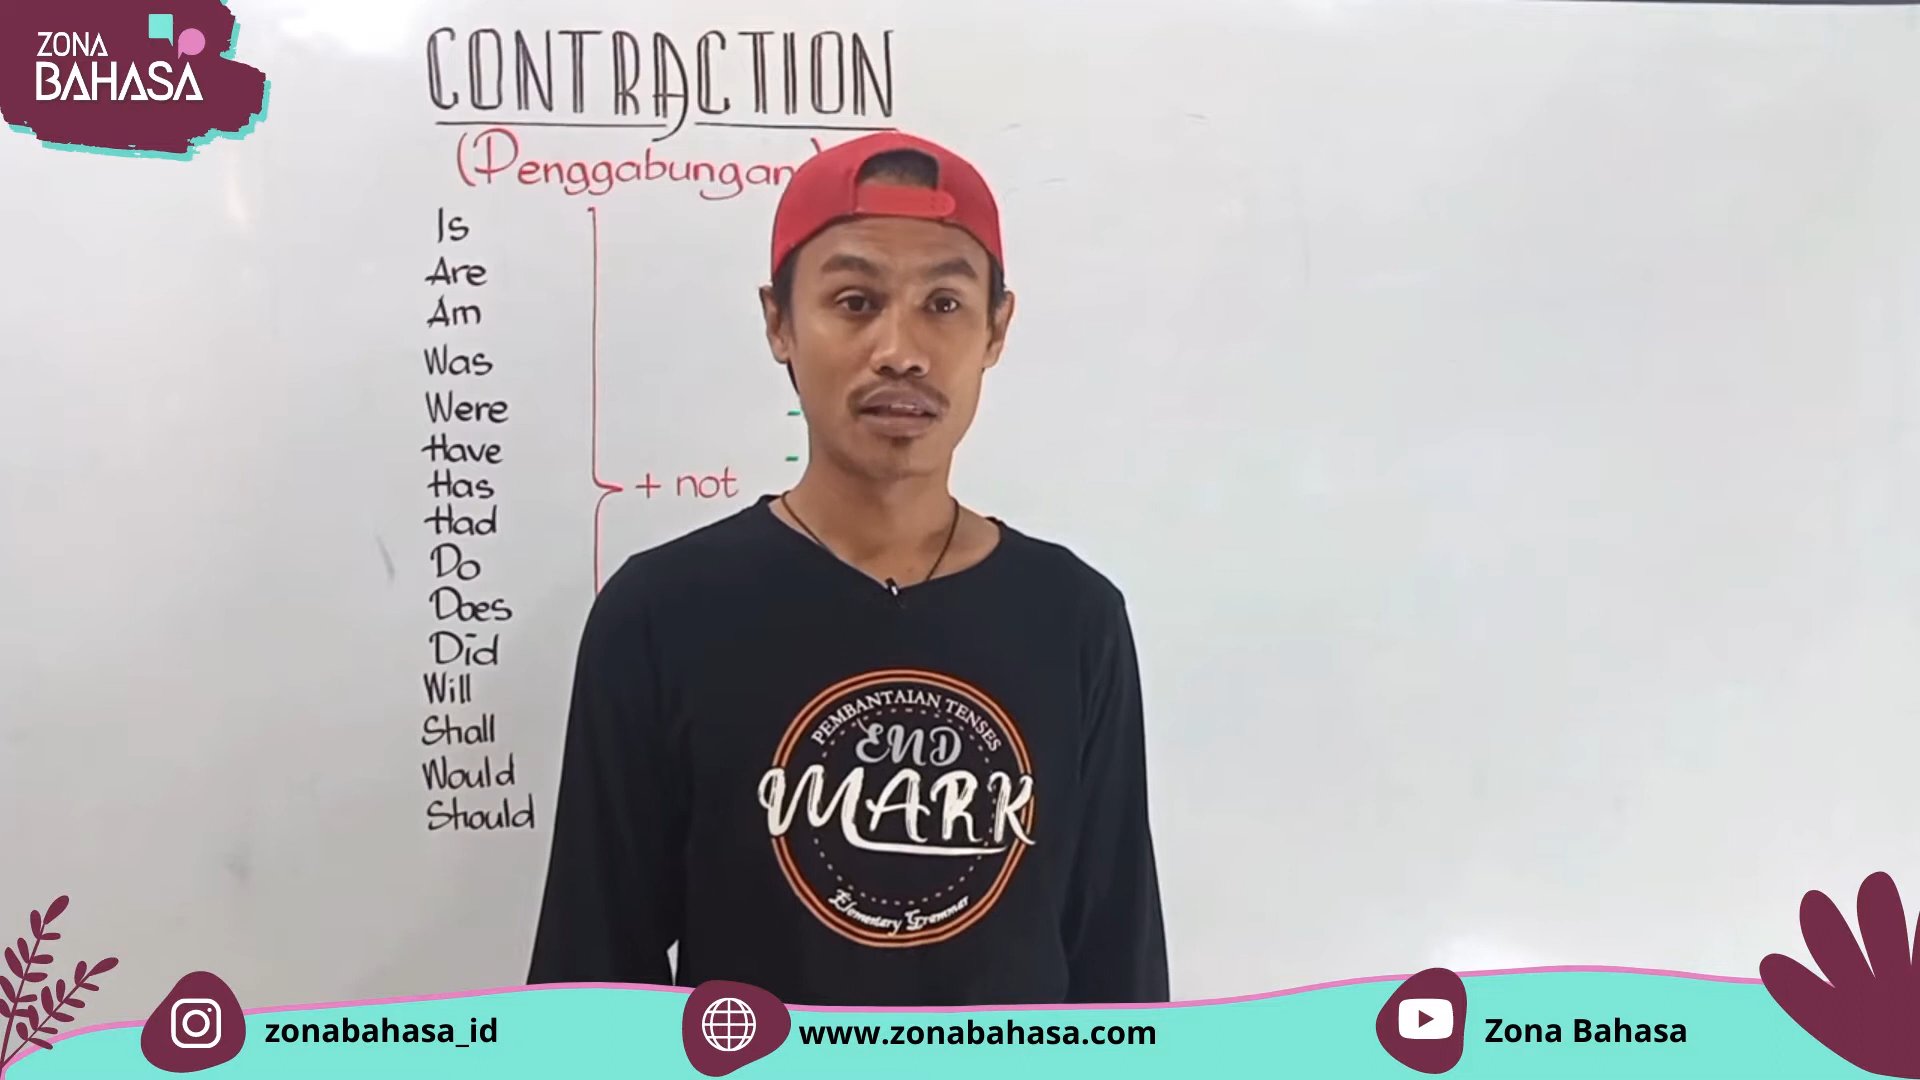 ZONA
BAHASA
CONTRACTION
(Penggabungan)
Is
Are
Am
Was
Were
Have
Has
Had
+ not
Do
Does
Did
Will
Shall
Would
Should
PEMBANTAIAN TENSES
END
MARK
Elementary Grammar
zonabahasa_id
www.zonabahasa.com
Zona Bahasa